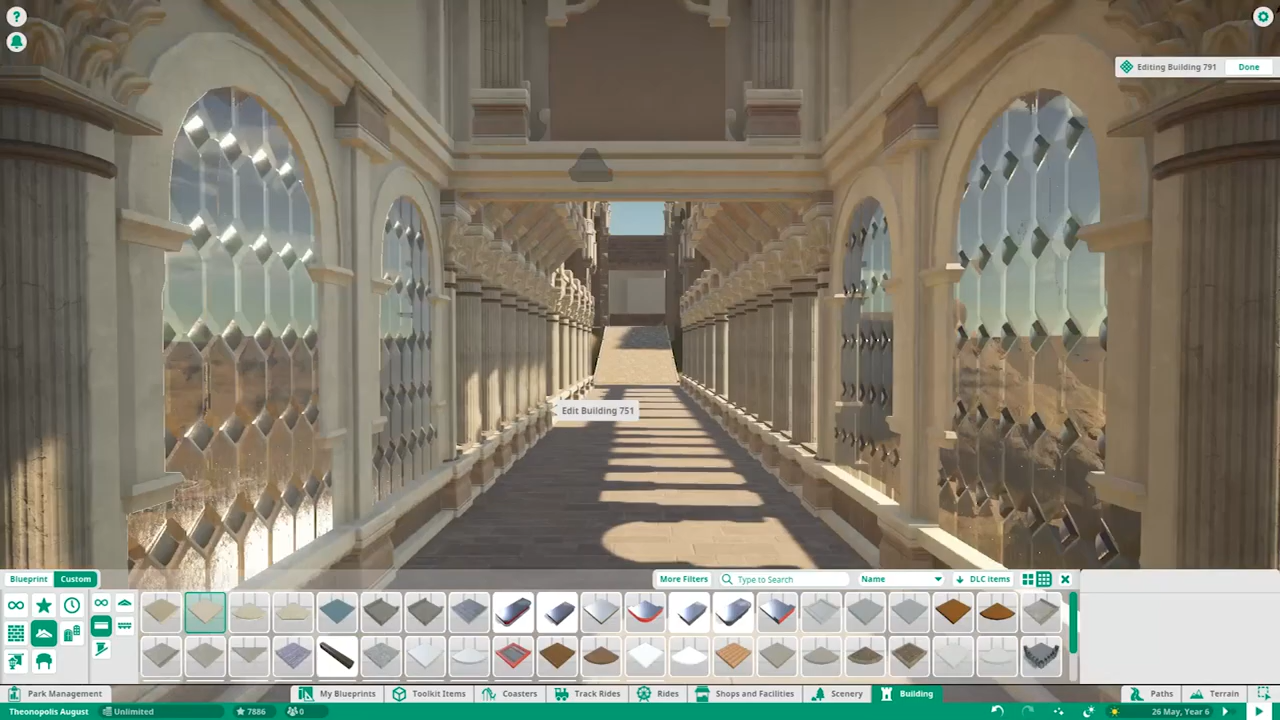 ?
Editing Building 791
Done
Edit Building 751
Blueprint
Custom
More Filters
Type to Search
Name
DLC items
Park Management
My Blueprints
Toolkit Items
Coasters
Track Rides
Rides
Shops and Facilities
Scenery
Building
Paths
Terrain
Theonopolis August
Unlimited
7886
0
26 May, Year 6